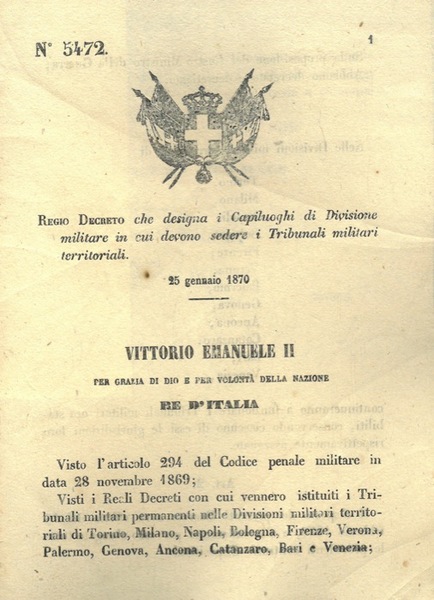 N° 5472.
1
REGIO DECRETO che designa i Capiluoghi di Divisione
militare in cui devono sedere i Tribunali militari
territoriali.
25 gennaio 1870
VITTORIO EMANUELE II
PER GRAZIA DI DIO E PER VOLONTÀ DELLA NAZIONE
RE D'ITALIA
Visto l'articolo 294 del Codice penale militare in
data 28 novembre 1869;
Visti i Reali Decreti con cui vennero istituiti i Tri-
bunali militari permanenti nelle Divisioni militari territo-
riali di Torino, Milano, Napoli, Bologna, Firenze, Verona,
Palermo, Genova, Ancona, Catanzaro, Bari e Venezia;